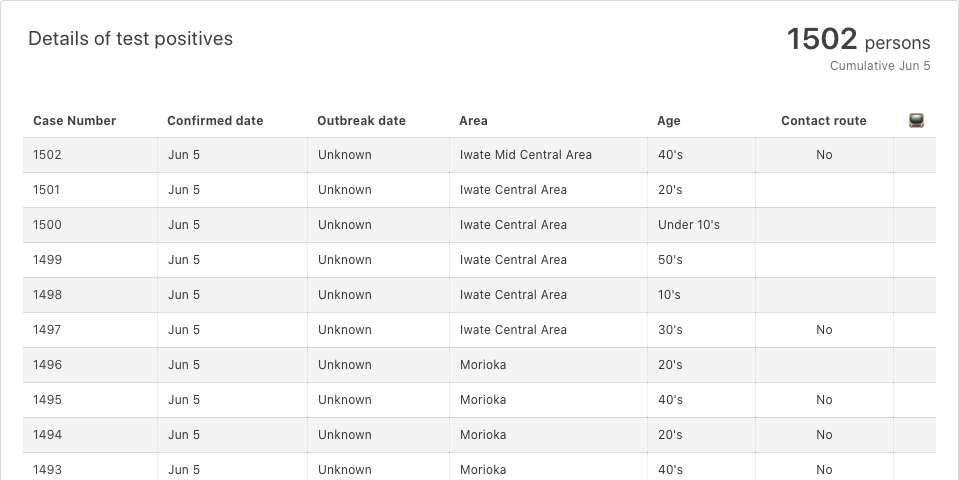 Details of test positives
1502 persons
Cumulative Jun 5
Case Number Confirmed date Outbreak date Area Age Contact route
1502 Jun 5 Unknown Iwate Mid Central Area 40's No
1501 Jun 5 Unknown Iwate Central Area 20's
1500 Jun 5 Unknown Iwate Central Area Under 10's
1499 Jun 5 Unknown Iwate Central Area 50's
1498 Jun 5 Unknown Iwate Central Area 10's
1497 Jun 5 Unknown Iwate Central Area 30's No
1496 Jun 5 Unknown Morioka 20's
1495 Jun 5 Unknown Morioka 40's No
1494 Jun 5 Unknown Morioka 20's No
1493 Jun 5 Unknown Morioka 40's No